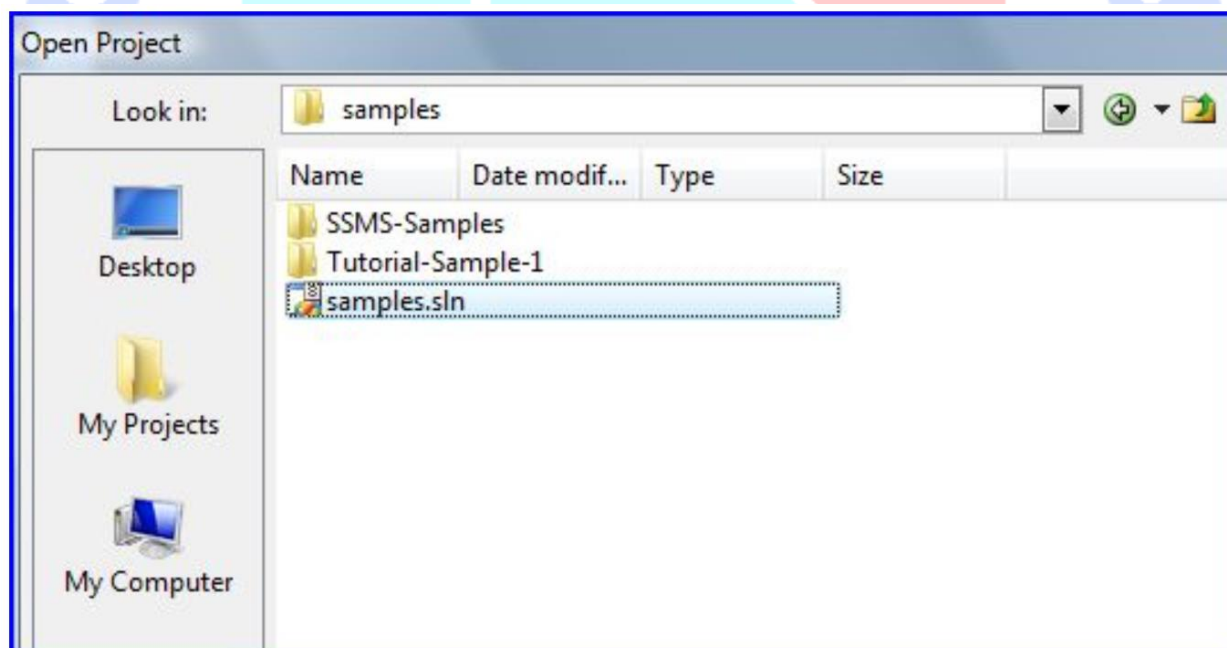 Open Project
Look in: samples
Name Date modif... Type Size
SSMS-Samples
Tutorial-Sample-1
samples.sln
Desktop
My Projects
My Computer